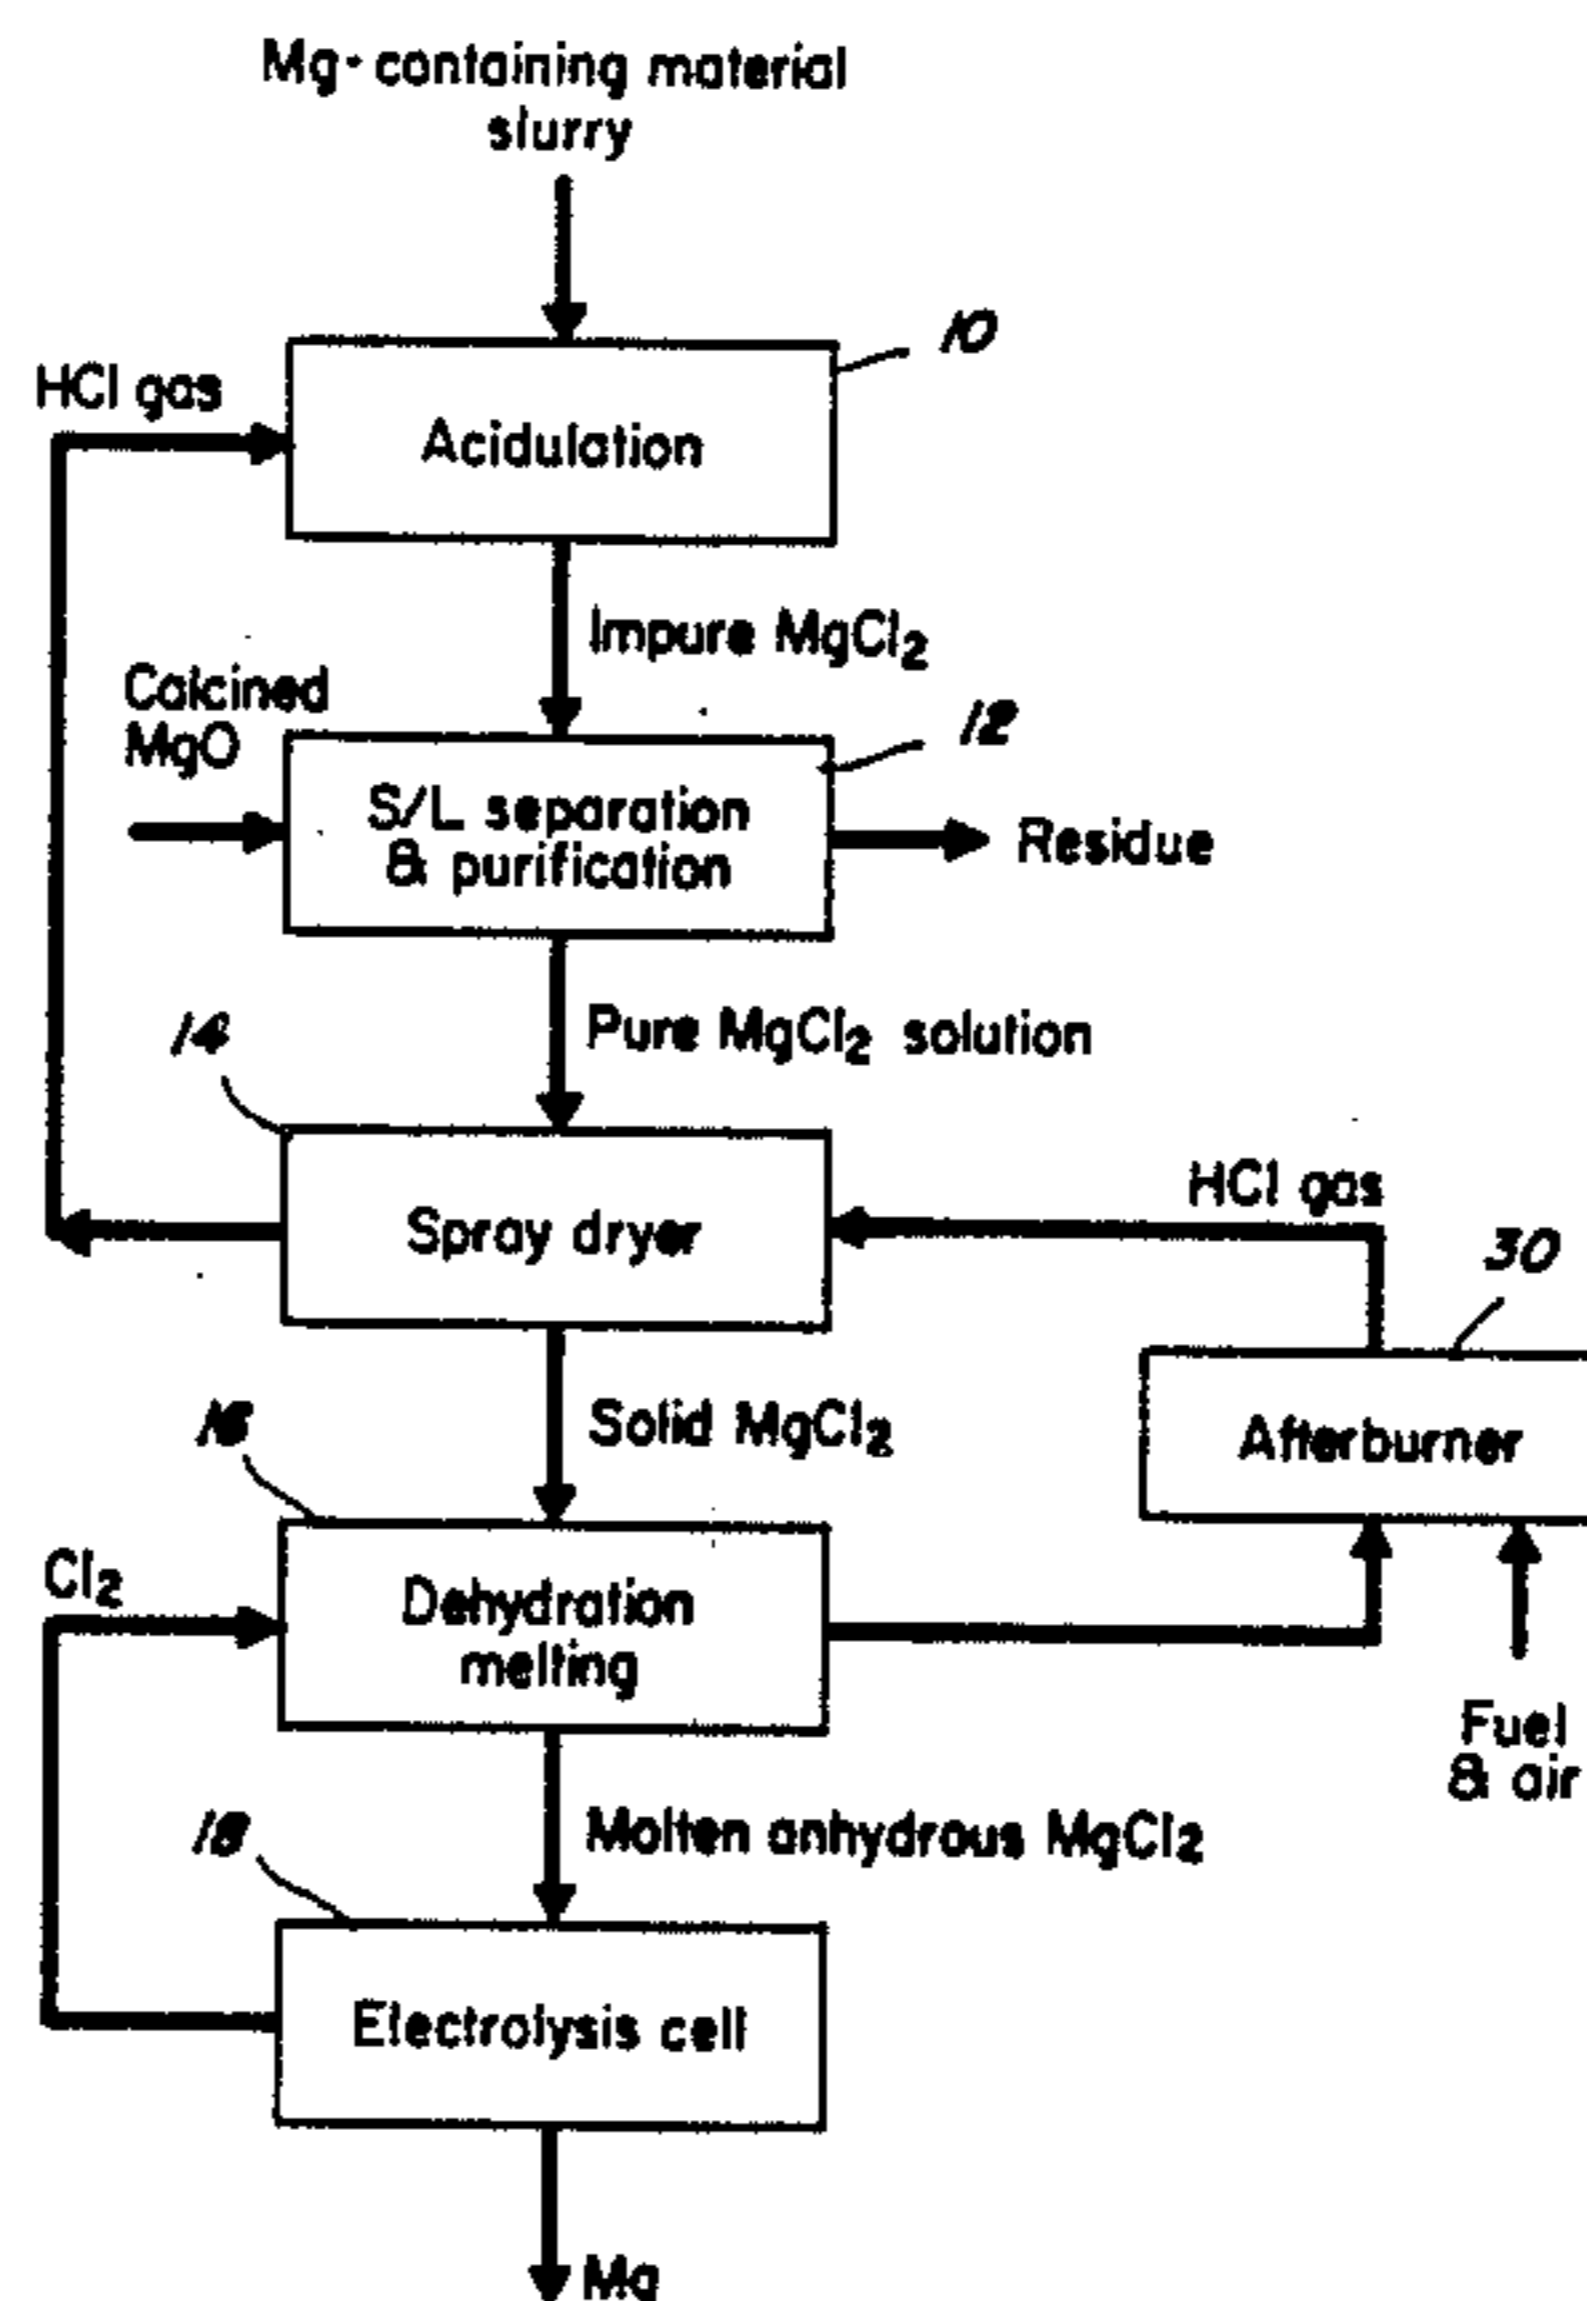 Mg-containing material
slurry
10
HCl gas
Acidulation
Impure MgCl2
Calcined
MgO
12
S/L separation
& purification
Residue
14
Pure MgCl2 solution
HCl gas
Spray dryer
30
16
Solid MgCl2
Afterburner
Cl2
Dehydration
melting
Fuel
& air
18
Molten anhydrous MgCl2
Electrolysis cell
Mg